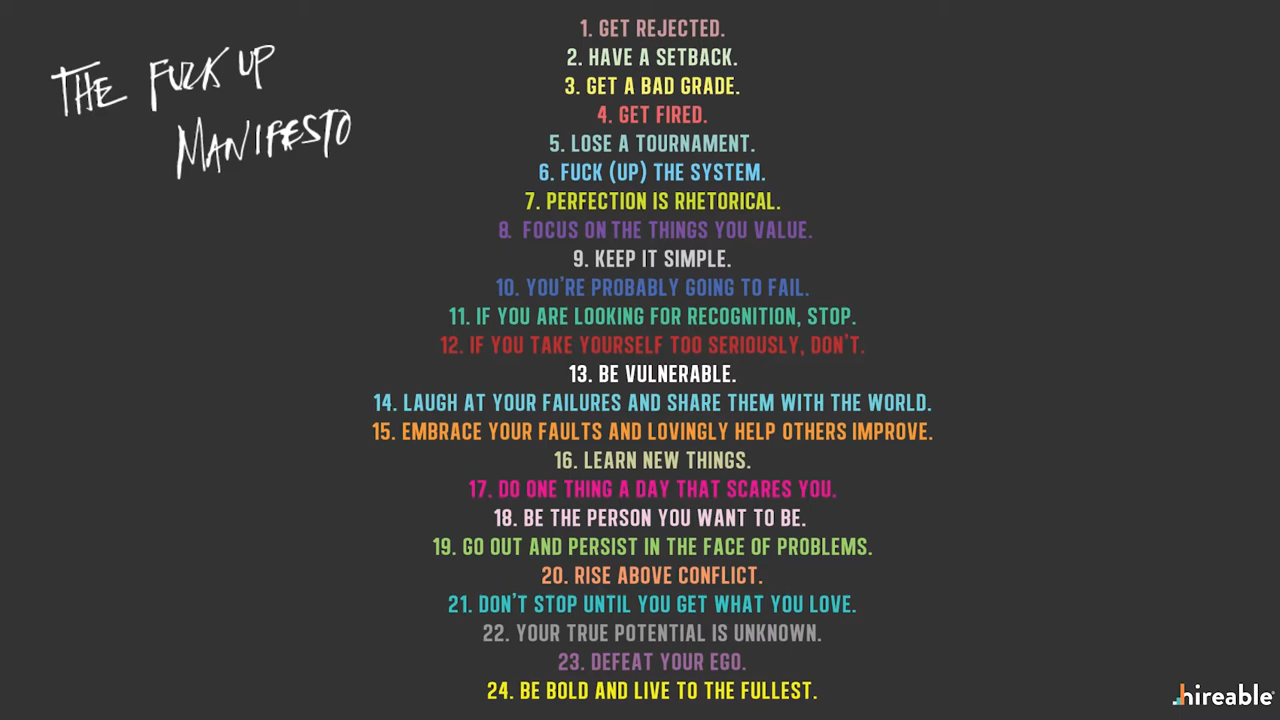 THE FUCK UP
MANIFESTO
1. GET REJECTED.
2. HAVE A SETBACK.
3. GET A BAD GRADE.
4. GET FIRED.
5. LOSE A TOURNAMENT.
6. FUCK (UP) THE SYSTEM.
7. PERFECTION IS RHETORICAL.
8. FOCUS ON THE THINGS YOU VALUE.
9. KEEP IT SIMPLE.
10. YOU'RE PROBABLY GOING TO FAIL.
11. IF YOU ARE LOOKING FOR RECOGNITION, STOP.
12. IF YOU TAKE YOURSELF TOO SERIOUSLY, DON'T.
13. BE VULNERABLE.
14. LAUGH AT YOUR FAILURES AND SHARE THEM WITH THE WORLD.
15. EMBRACE YOUR FAULTS AND LOVINGLY HELP OTHERS IMPROVE.
16. LEARN NEW THINGS.
17. DO ONE THING A DAY THAT SCARES YOU.
18. BE THE PERSON YOU WANT TO BE.
19. GO OUT AND PERSIST IN THE FACE OF PROBLEMS.
20. RISE ABOVE CONFLICT.
21. DON'T STOP UNTIL YOU GET WHAT YOU LOVE.
22. YOUR TRUE POTENTIAL IS UNKNOWN.
23. DEFEAT YOUR EGO.
24. BE BOLD AND LIVE TO THE FULLEST.
hireable